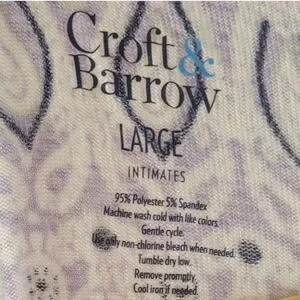 Croft &
Barrow
LARGE
INTIMATES
95% Polyester 5% Spandex
Machine wash cold with like colors.
Gentle cycle.
Use only non-chlorine bleach when needed.
Tumble dry low.
Remove promptly.
Cool iron if needed.